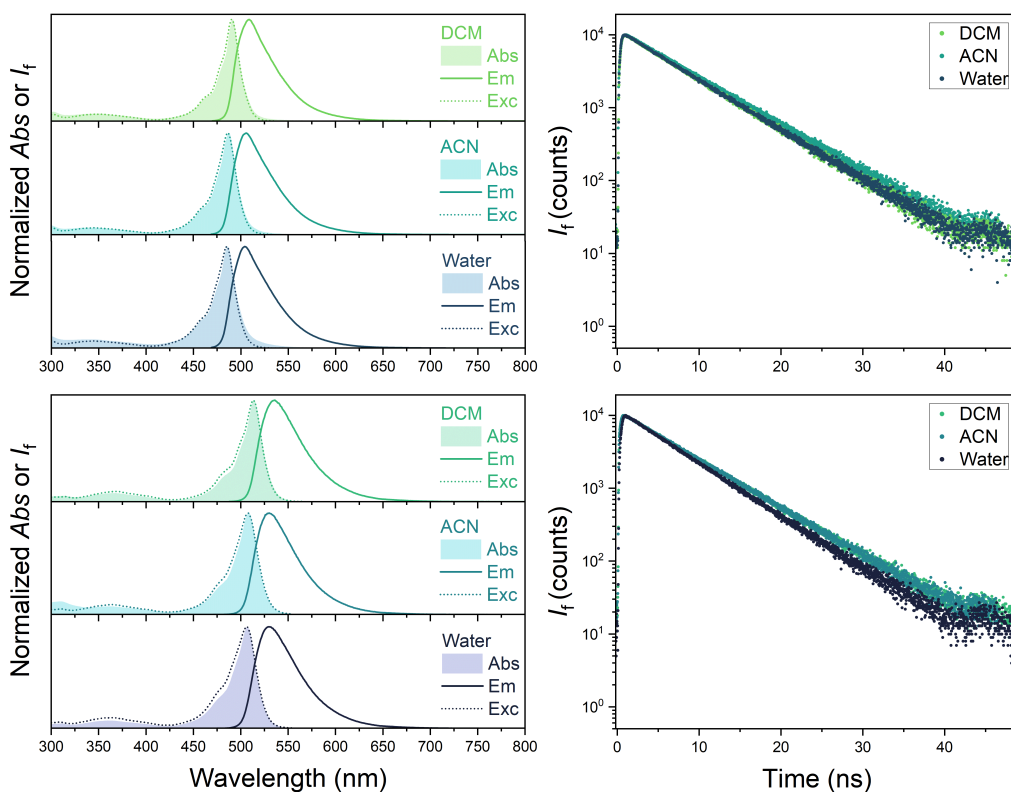 Normalized Abs or If
DCM
Abs
Em
Exc
ACN
Abs
Em
Exc
Water
Abs
Em
Exc
300 350 400 450 500 550 600 650 700 750 800
If (counts)
10⁴
10³
10²
10¹
10⁰
DCM
ACN
Water
0 10 20 30 40
Normalized Abs or If
DCM
Abs
Em
Exc
ACN
Abs
Em
Exc
Water
Abs
Em
Exc
300 350 400 450 500 550 600 650 700 750 800
Wavelength (nm)
If (counts)
10⁴
10³
10²
10¹
10⁰
DCM
ACN
Water
0 10 20 30 40
Time (ns)